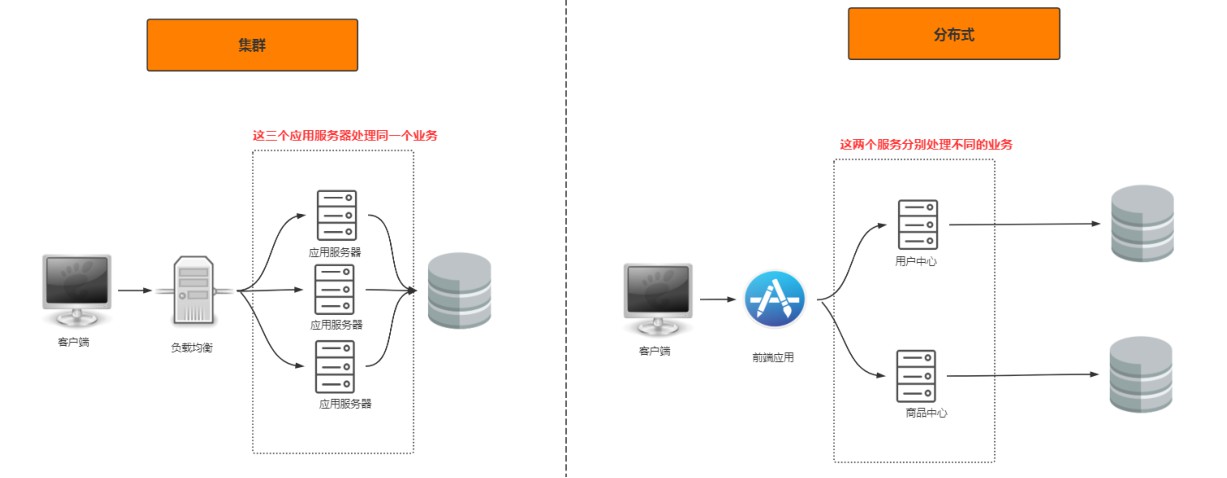 集群
这三个应用服务器处理同一个业务
应用服务器
应用服务器
应用服务器
客户端
负载均衡
分布式
这两个服务分别处理不同的业务
用户中心
客户端
前端应用
商品中心